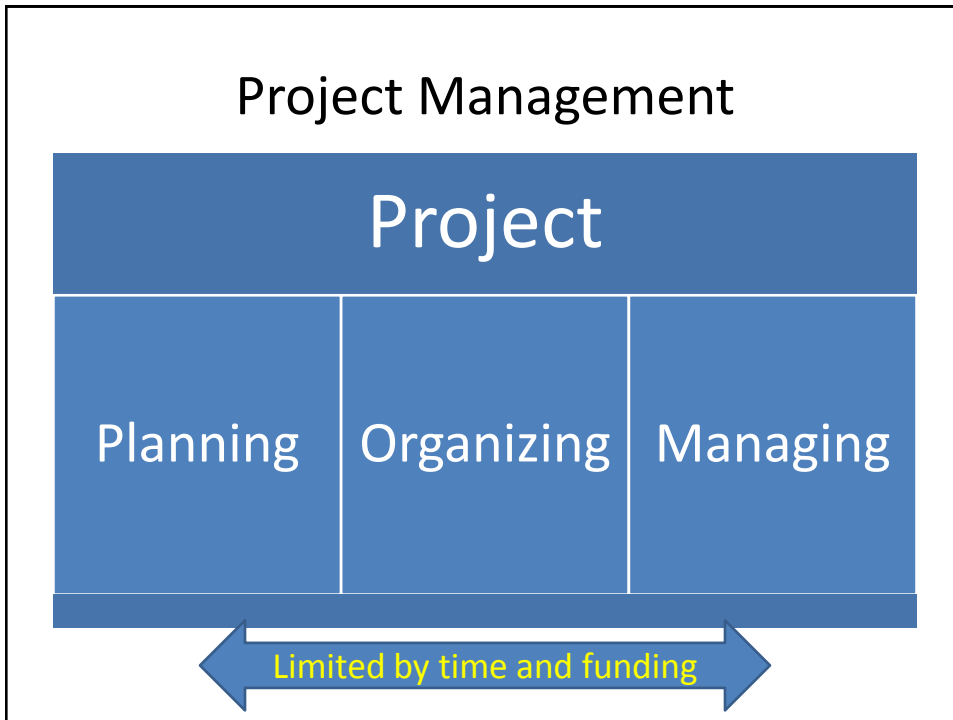 Project Management
Project
Planning Organizing Managing
Limited by time and funding